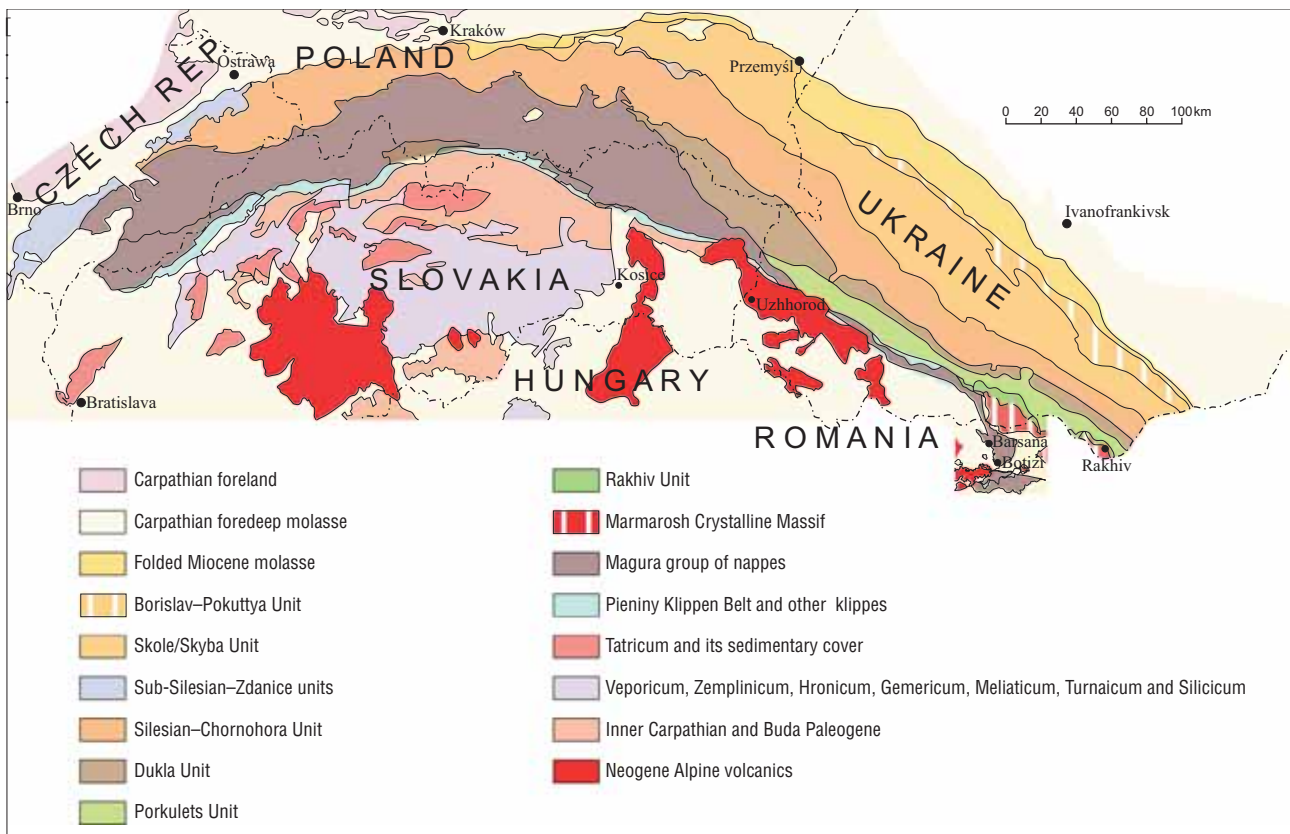 Kraków
POLAND
Ostrawa
CZECH REP.
Przemyśl
0 20 40 60 80 100 km
Brno
Ivanofrankivsk
UKRAINE
SLOVAKIA
Kosice
Uzhhorod
HUNGARY
Bratislava
ROMANIA
Barsana
Botizi
Rakhiv
Carpathian foreland
Carpathian foredeep molasse
Folded Miocene molasse
Borislav–Pokuttya Unit
Skole/Skyba Unit
Sub-Silesian–Zdanice units
Silesian–Chornohora Unit
Dukla Unit
Porkulets Unit
Rakhiv Unit
Marmarosh Crystalline Massif
Magura group of nappes
Pieniny Klippen Belt and other klippes
Tatricum and its sedimentary cover
Veporicum, Zemplinicum, Hronicum, Gemericum, Meliaticum, Turnaicum and Silicicum
Inner Carpathian and Buda Paleogene
Neogene Alpine volcanics